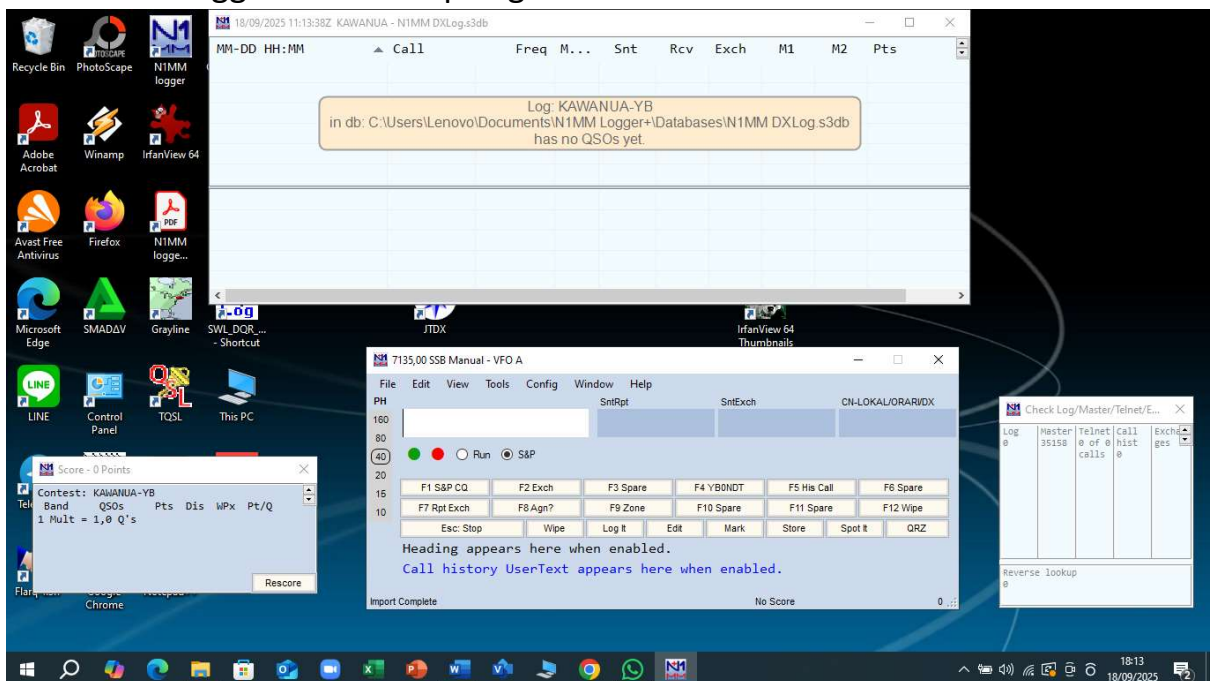 Recycle Bin
PhotoScape
N1MM
logger
Adobe
Acrobat
Winamp
IrfanView 64
Avast Free
Antivirus
Firefox
N1MM
logge...
Microsoft
Edge
SMADΔV
Grayline
SWL_DQR_...
- Shortcut
JTDX
IrfanView 64
Thumbnails
LINE
Control
Panel
TQSL
This PC
Chrome
18/09/2025 11:13:38Z KAWANUA - N1MM DXLog.s3db
MM-DD HH:MM Call Freq M... Snt Rcv Exch M1 M2 Pts
Log: KAWANUA-YB
in db: C:\Users\Lenovo\Documents\N1MM Logger+\Databases\N1MM DXLog.s3db
has no QSOs yet.
7135,00 SSB Manual - VFO A
File Edit View Tools Config Window Help
PH SntRpt SntExch CN-LOKAL/ORARI/DX
160
80
40 Run S&P
20
15
10
F1 S&P CQ F2 Exch F3 Spare F4 YB0NDT F5 His Call F6 Spare
F7 Rpt Exch F8 Agn? F9 Zone F10 Spare F11 Spare F12 Wipe
Esc: Stop Wipe Log It Edit Mark Store Spot It QRZ
Heading appears here when enabled.
Call history UserText appears here when enabled.
Import Complete No Score 0
Score - 0 Points
Contest: KAWANUA-YB
Band QSOs Pts Dis WPx Pt/Q
1 Mult = 1,0 Q's
Rescore
Check Log/Master/Telnet/E...
Log Master Telnet Call Excha
0 35158 0 of 0 hist ges
calls 0
Reverse lookup
0
18:13
18/09/2025